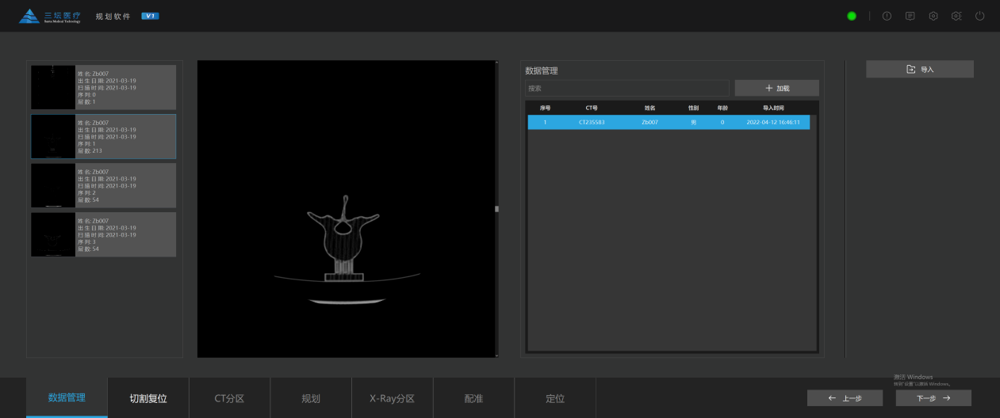 三坛医疗
Santan Medical Technology
规划软件
V1
姓名: Zb007
出生日期: 2021-03-19
扫描时间: 2021-03-19
序列: 0
层数: 1
姓名: Zb007
出生日期: 2021-03-19
扫描时间: 2021-03-19
序列: 1
层数: 213
姓名: Zb007
出生日期: 2021-03-19
扫描时间: 2021-03-19
序列: 2
层数: 54
姓名: Zb007
出生日期: 2021-03-19
扫描时间: 2021-03-19
序列: 3
层数: 54
数据管理
搜索
加载
序号 CT号 姓名 性别 年龄 导入时间
1 CT235583 Zb007 男 0 2022-04-12 16:46:11
导入
激活 Windows
转到"设置"以激活 Windows。
数据管理 切割复位 CT分区 规划 X-Ray分区 配准 定位
上一步 下一步